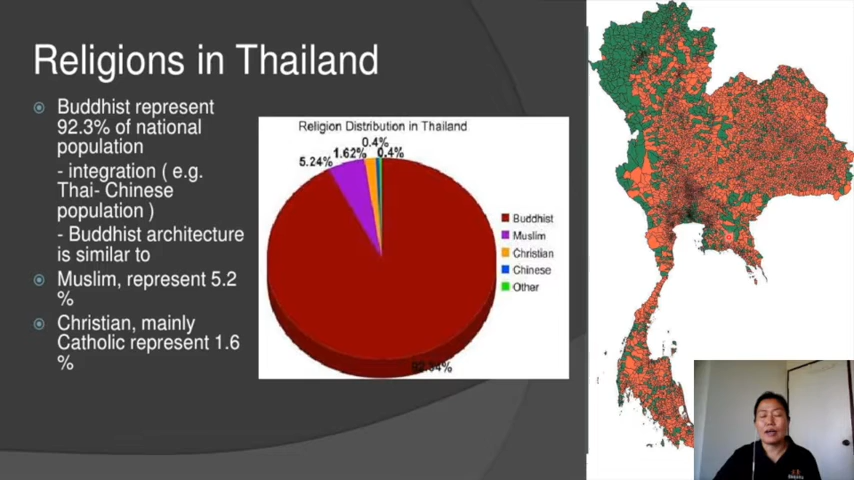 Religions in Thailand
Buddhist represent
92.3% of national
population
- integration ( e.g.
Thai- Chinese
population )
- Buddhist architecture
is similar to
Muslim, represent 5.2
%
Christian, mainly
Catholic represent 1.6
%
Religion Distribution in Thailand
0.4%
5.24% 1.62% 0.4%
Buddhist
Muslim
Christian
Chinese
Other